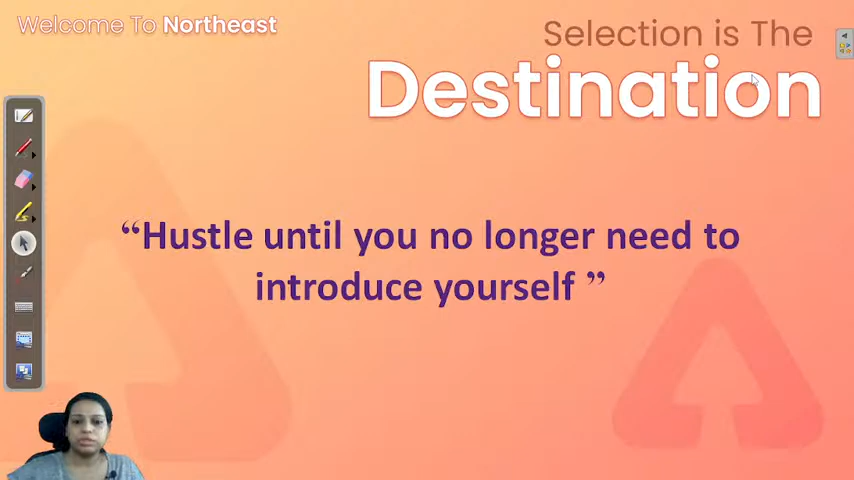 Welcome To Northeast
Selection is The
Destination
“Hustle until you no longer need to
introduce yourself ”